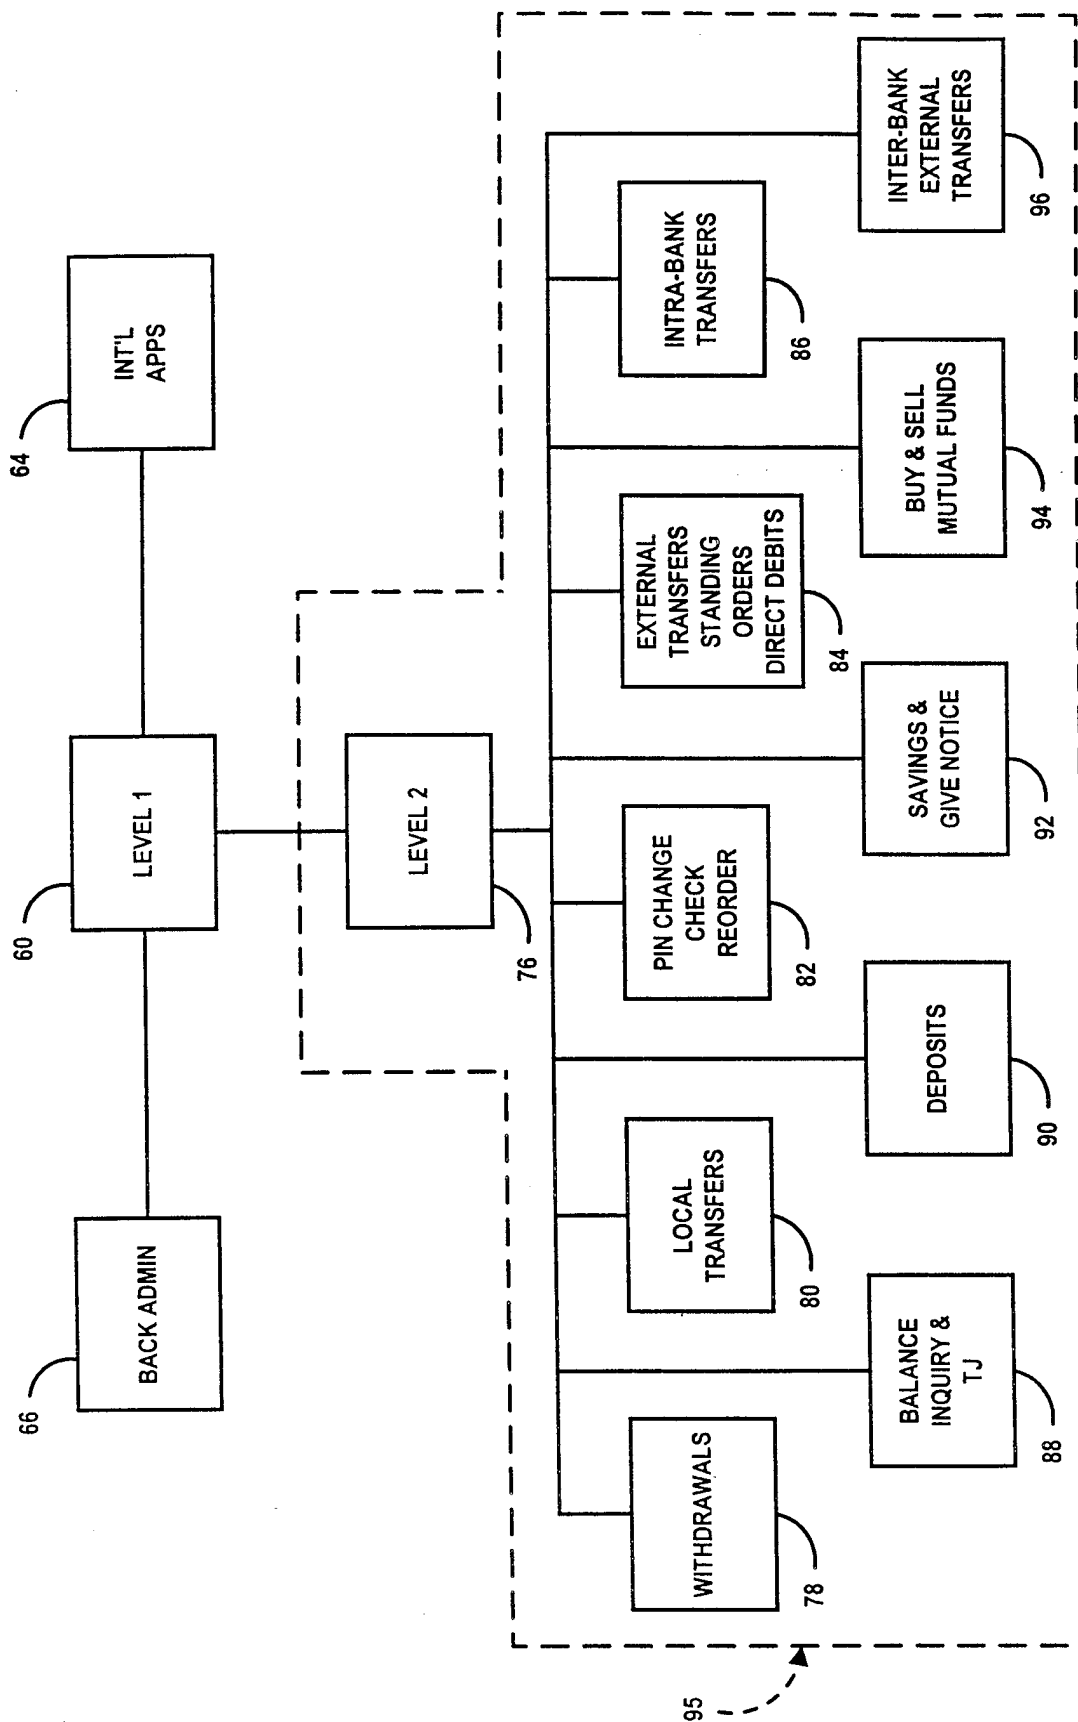 66
BACK ADMIN
60
LEVEL 1
64
INT'L
APPS
LEVEL 2
76
95
WITHDRAWALS
78
LOCAL
TRANSFERS
80
PIN CHANGE
CHECK
REORDER
82
EXTERNAL
TRANSFERS
STANDING
ORDERS
DIRECT DEBITS
84
INTRA-BANK
TRANSFERS
86
BALANCE
INQUIRY &
TJ
88
DEPOSITS
90
SAVINGS &
GIVE NOTICE
92
BUY & SELL
MUTUAL FUNDS
94
INTER-BANK
EXTERNAL
TRANSFERS
96